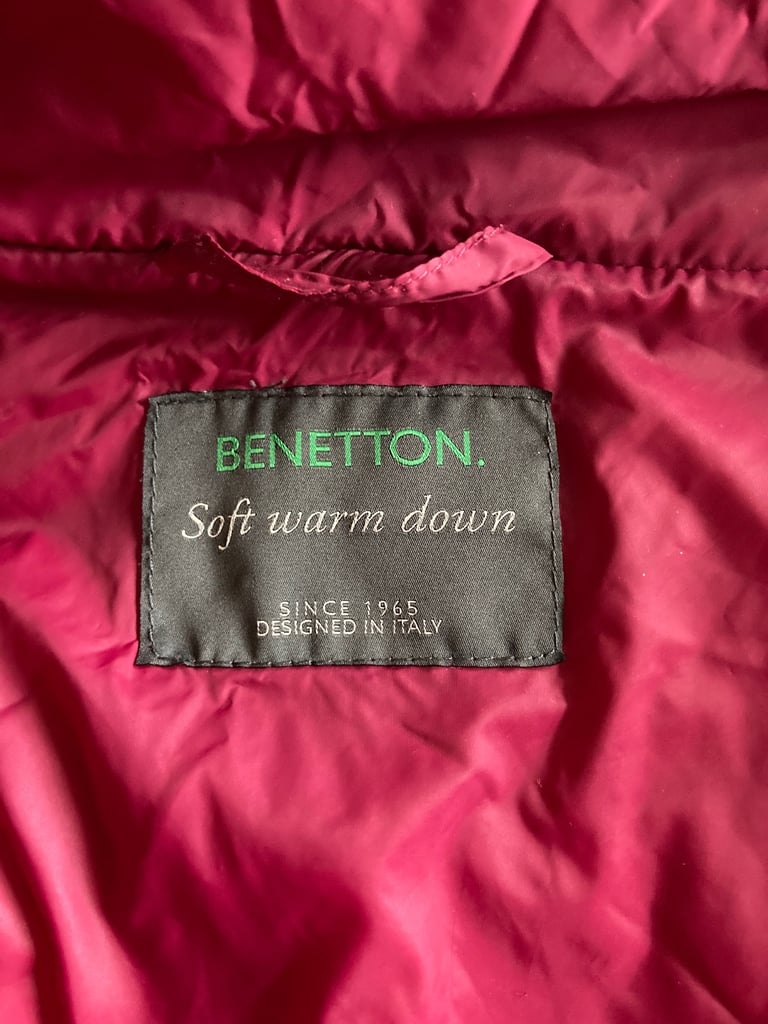 BENETTON.
Soft warm down
SINCE 1965
DESIGNED IN ITALY